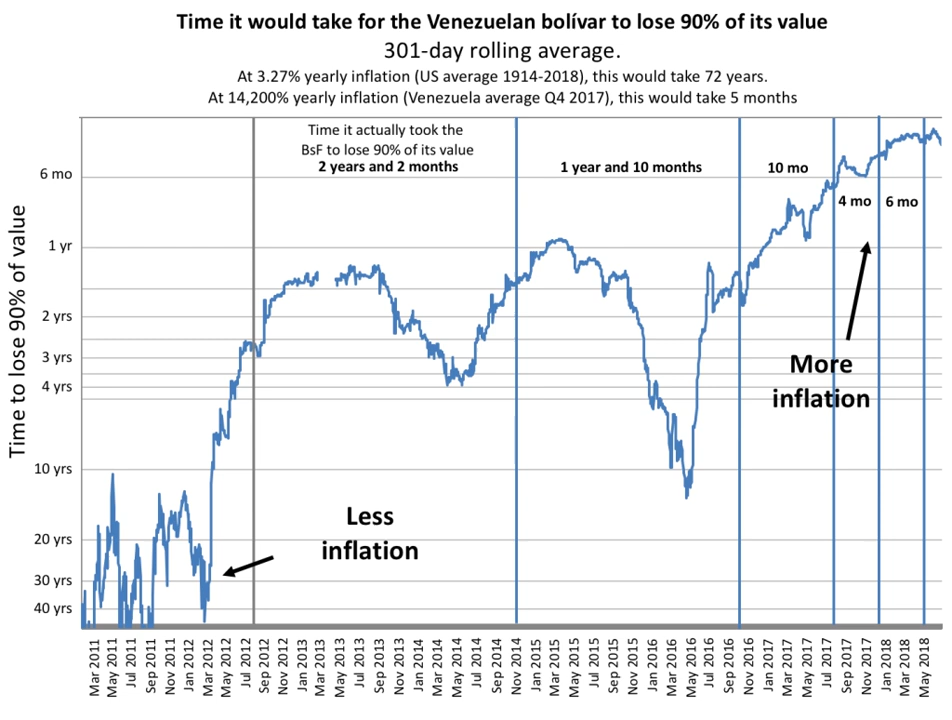 Time it would take for the Venezuelan bolívar to lose 90% of its value
301-day rolling average.
At 3.27% yearly inflation (US average 1914-2018), this would take 72 years.
At 14,200% yearly inflation (Venezuela average Q4 2017), this would take 5 months
Time to lose 90% of value
6 mo
1 yr
2 yrs
3 yrs
4 yrs
10 yrs
20 yrs
30 yrs
40 yrs
Time it actually took the
BsF to lose 90% of its value
2 years and 2 months
1 year and 10 months
10 mo
4 mo
6 mo
More
inflation
Less
inflation
Mar 2011
May 2011
Jul 2011
Sep 2011
Nov 2011
Jan 2012
Mar 2012
May 2012
Jul 2012
Sep 2012
Nov 2012
Jan 2013
Mar 2013
May 2013
Jul 2013
Sep 2013
Nov 2013
Jan 2014
Mar 2014
May 2014
Jul 2014
Sep 2014
Nov 2014
Jan 2015
Mar 2015
May 2015
Jul 2015
Sep 2015
Nov 2015
Jan 2016
Mar 2016
May 2016
Jul 2016
Sep 2016
Nov 2016
Jan 2017
Mar 2017
May 2017
Jul 2017
Sep 2017
Nov 2017
Jan 2018
Mar 2018
May 2018